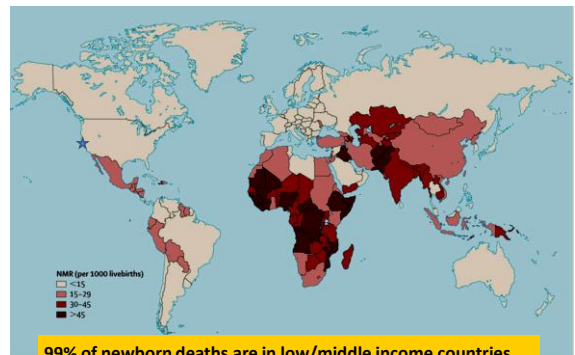 NMR (per 1000 livebirths)
<15
15–29
30–45
>45
99% of newborn deaths are in low/middle income countries